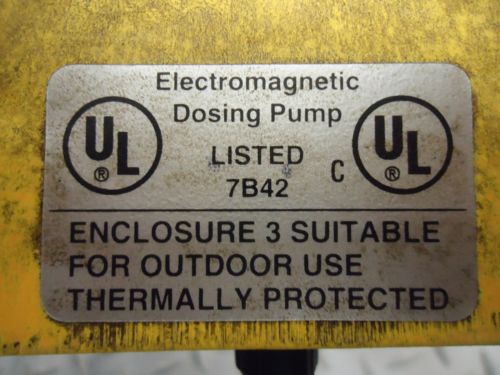 Electromagnetic
Dosing Pump
UL ® LISTED C UL ®
7B42
ENCLOSURE 3 SUITABLE
FOR OUTDOOR USE
THERMALLY PROTECTED